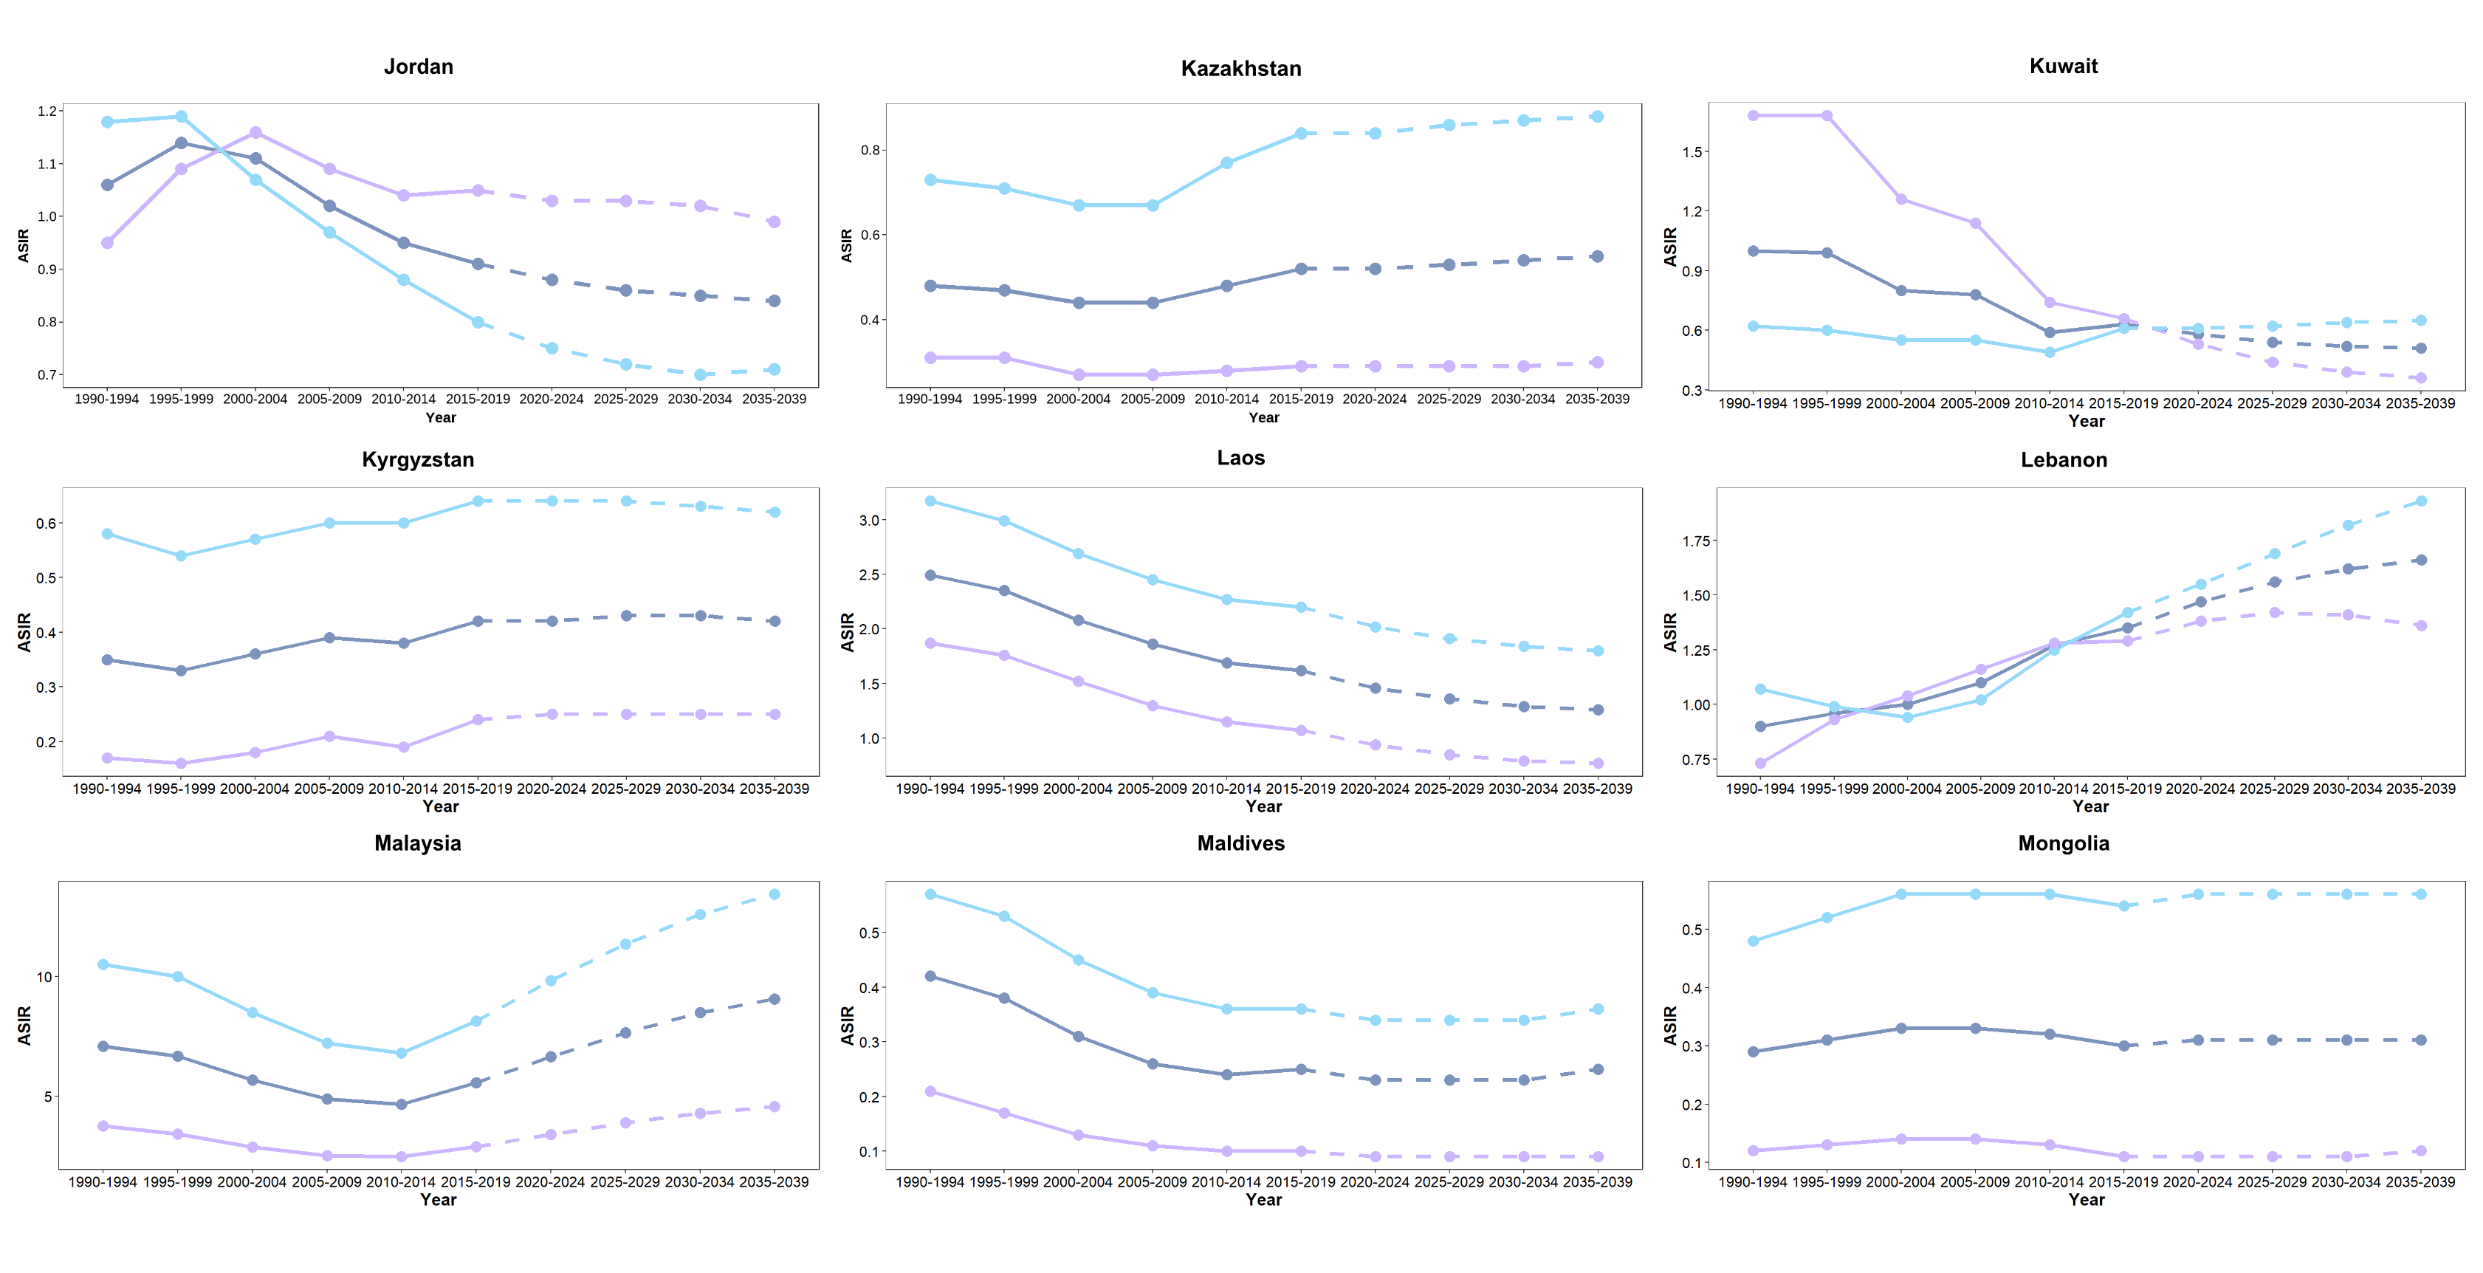 Jordan
1.2
1.1
1.0
0.9
0.8
0.7
ASIR
1990-1994 1995-1999 2000-2004 2005-2009 2010-2014 2015-2019 2020-2024 2025-2029 2030-2034 2035-2039
Year
Kazakhstan
0.8
0.6
0.4
ASIR
1990-1994 1995-1999 2000-2004 2005-2009 2010-2014 2015-2019 2020-2024 2025-2029 2030-2034 2035-2039
Year
Kuwait
1.5
1.2
0.9
0.6
0.3
ASIR
1990-1994 1995-1999 2000-2004 2005-2009 2010-2014 2015-2019 2020-2024 2025-2029 2030-2034 2035-2039
Year
Kyrgyzstan
0.6
0.5
0.4
0.3
0.2
ASIR
1990-1994 1995-1999 2000-2004 2005-2009 2010-2014 2015-2019 2020-2024 2025-2029 2030-2034 2035-2039
Year
Laos
3.0
2.5
2.0
1.5
1.0
ASIR
1990-1994 1995-1999 2000-2004 2005-2009 2010-2014 2015-2019 2020-2024 2025-2029 2030-2034 2035-2039
Year
Lebanon
1.75
1.50
1.25
1.00
0.75
ASIR
1990-1994 1995-1999 2000-2004 2005-2009 2010-2014 2015-2019 2020-2024 2025-2029 2030-2034 2035-2039
Year
Malaysia
10
5
ASIR
1990-1994 1995-1999 2000-2004 2005-2009 2010-2014 2015-2019 2020-2024 2025-2029 2030-2034 2035-2039
Year
Maldives
0.5
0.4
0.3
0.2
0.1
ASIR
1990-1994 1995-1999 2000-2004 2005-2009 2010-2014 2015-2019 2020-2024 2025-2029 2030-2034 2035-2039
Year
Mongolia
0.5
0.4
0.3
0.2
0.1
ASIR
1990-1994 1995-1999 2000-2004 2005-2009 2010-2014 2015-2019 2020-2024 2025-2029 2030-2034 2035-2039
Year